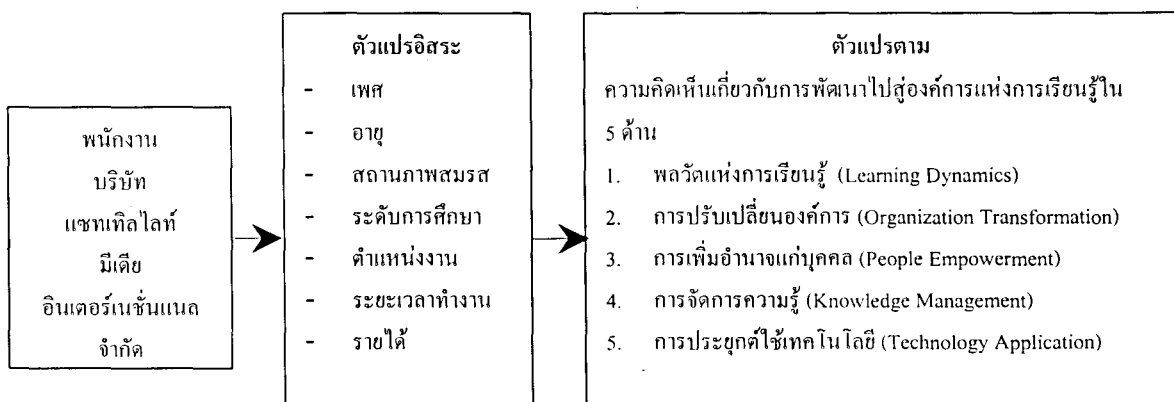 พนักงาน
บริษัท
แซทเทิลไลท์
มีเดีย
อินเตอร์เนชั่นแนล
จำกัด
ตัวแปรอิสระ
- เพศ
- อายุ
- สถานภาพสมรส
- ระดับการศึกษา
- ตำแหน่งงาน
- ระยะเวลาทำงาน
- รายได้
ตัวแปรตาม
ความคิดเห็นเกี่ยวกับการพัฒนาไปสู่องค์การแห่งการเรียนรู้ใน
5 ด้าน
1. พลวัตแห่งการเรียนรู้ (Learning Dynamics)
2. การปรับเปลี่ยนองค์การ (Organization Transformation)
3. การเพิ่มอำนาจแก่บุคคล (People Empowerment)
4. การจัดการความรู้ (Knowledge Management)
5. การประยุกต์ใช้เทคโนโลยี (Technology Application)